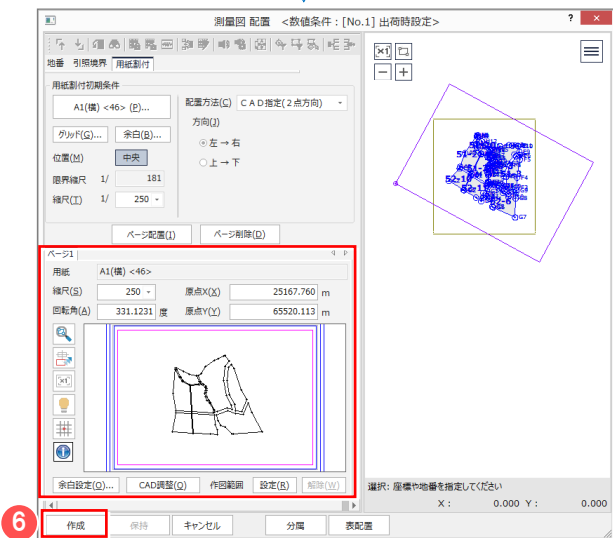 測量図 配置 <数値条件：[No.1] 出荷時設定>
? ×
地番 引照境界 用紙割付
用紙割付初期条件
A1(横) <46> (P)...
配置方法(C) ＣＡＤ指定(２点方向)
グリッド(G)... 余白(B)...
方向(J)
左 → 右
位置(M) 中央
上 → 下
限界縮尺 1/ 181
縮尺(T) 1/ 250
ページ配置(I) ページ削除(D)
ページ1
用紙 A1(横) <46>
縮尺(S) 250 原点X(X) 25167.760 m
回転角(A) 331.1231 度 原点Y(Y) 65520.113 m
×1
余白設定(O)... CAD調整(Q) 作図範囲 設定(R) 解除(W)
6 作成 保持 キャンセル 分属 表配置
×1
G7
選択: 座標や地番を指定してください
X : 0.000 Y : 0.000